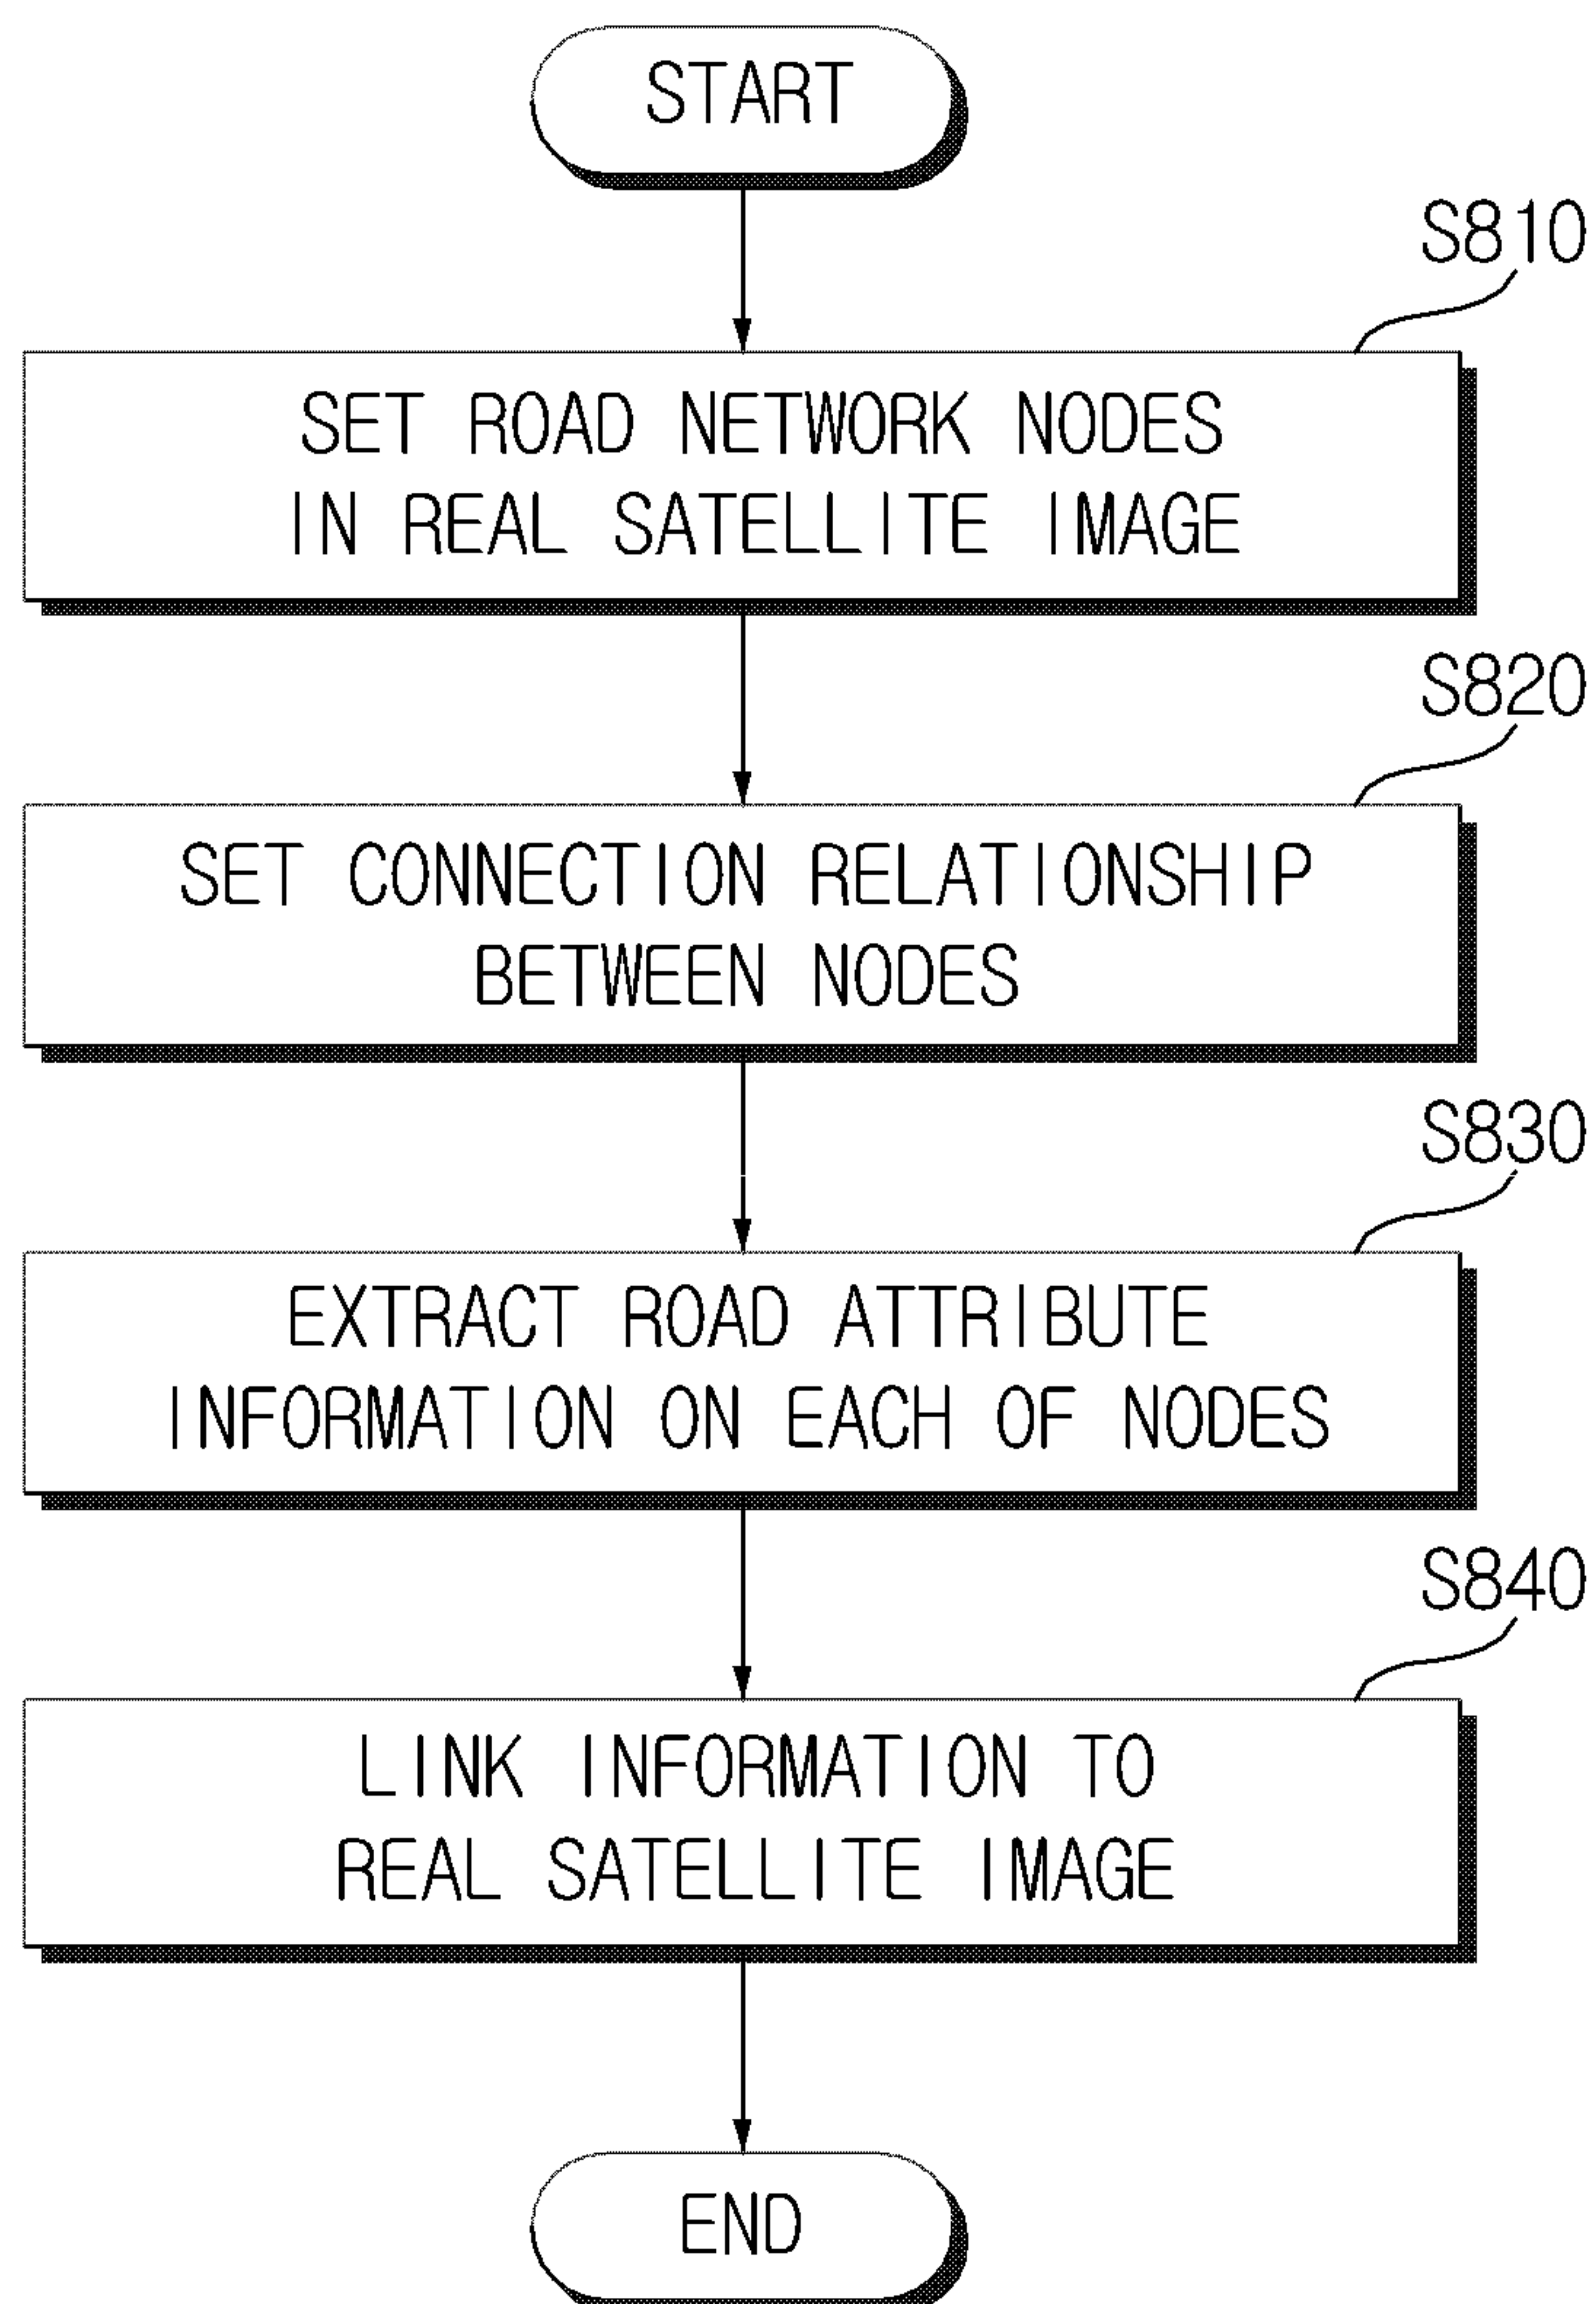 START
S810
SET ROAD NETWORK NODES
IN REAL SATELLITE IMAGE
S820
SET CONNECTION RELATIONSHIP
BETWEEN NODES
S830
EXTRACT ROAD ATTRIBUTE
INFORMATION ON EACH OF NODES
S840
LINK INFORMATION TO
REAL SATELLITE IMAGE
END